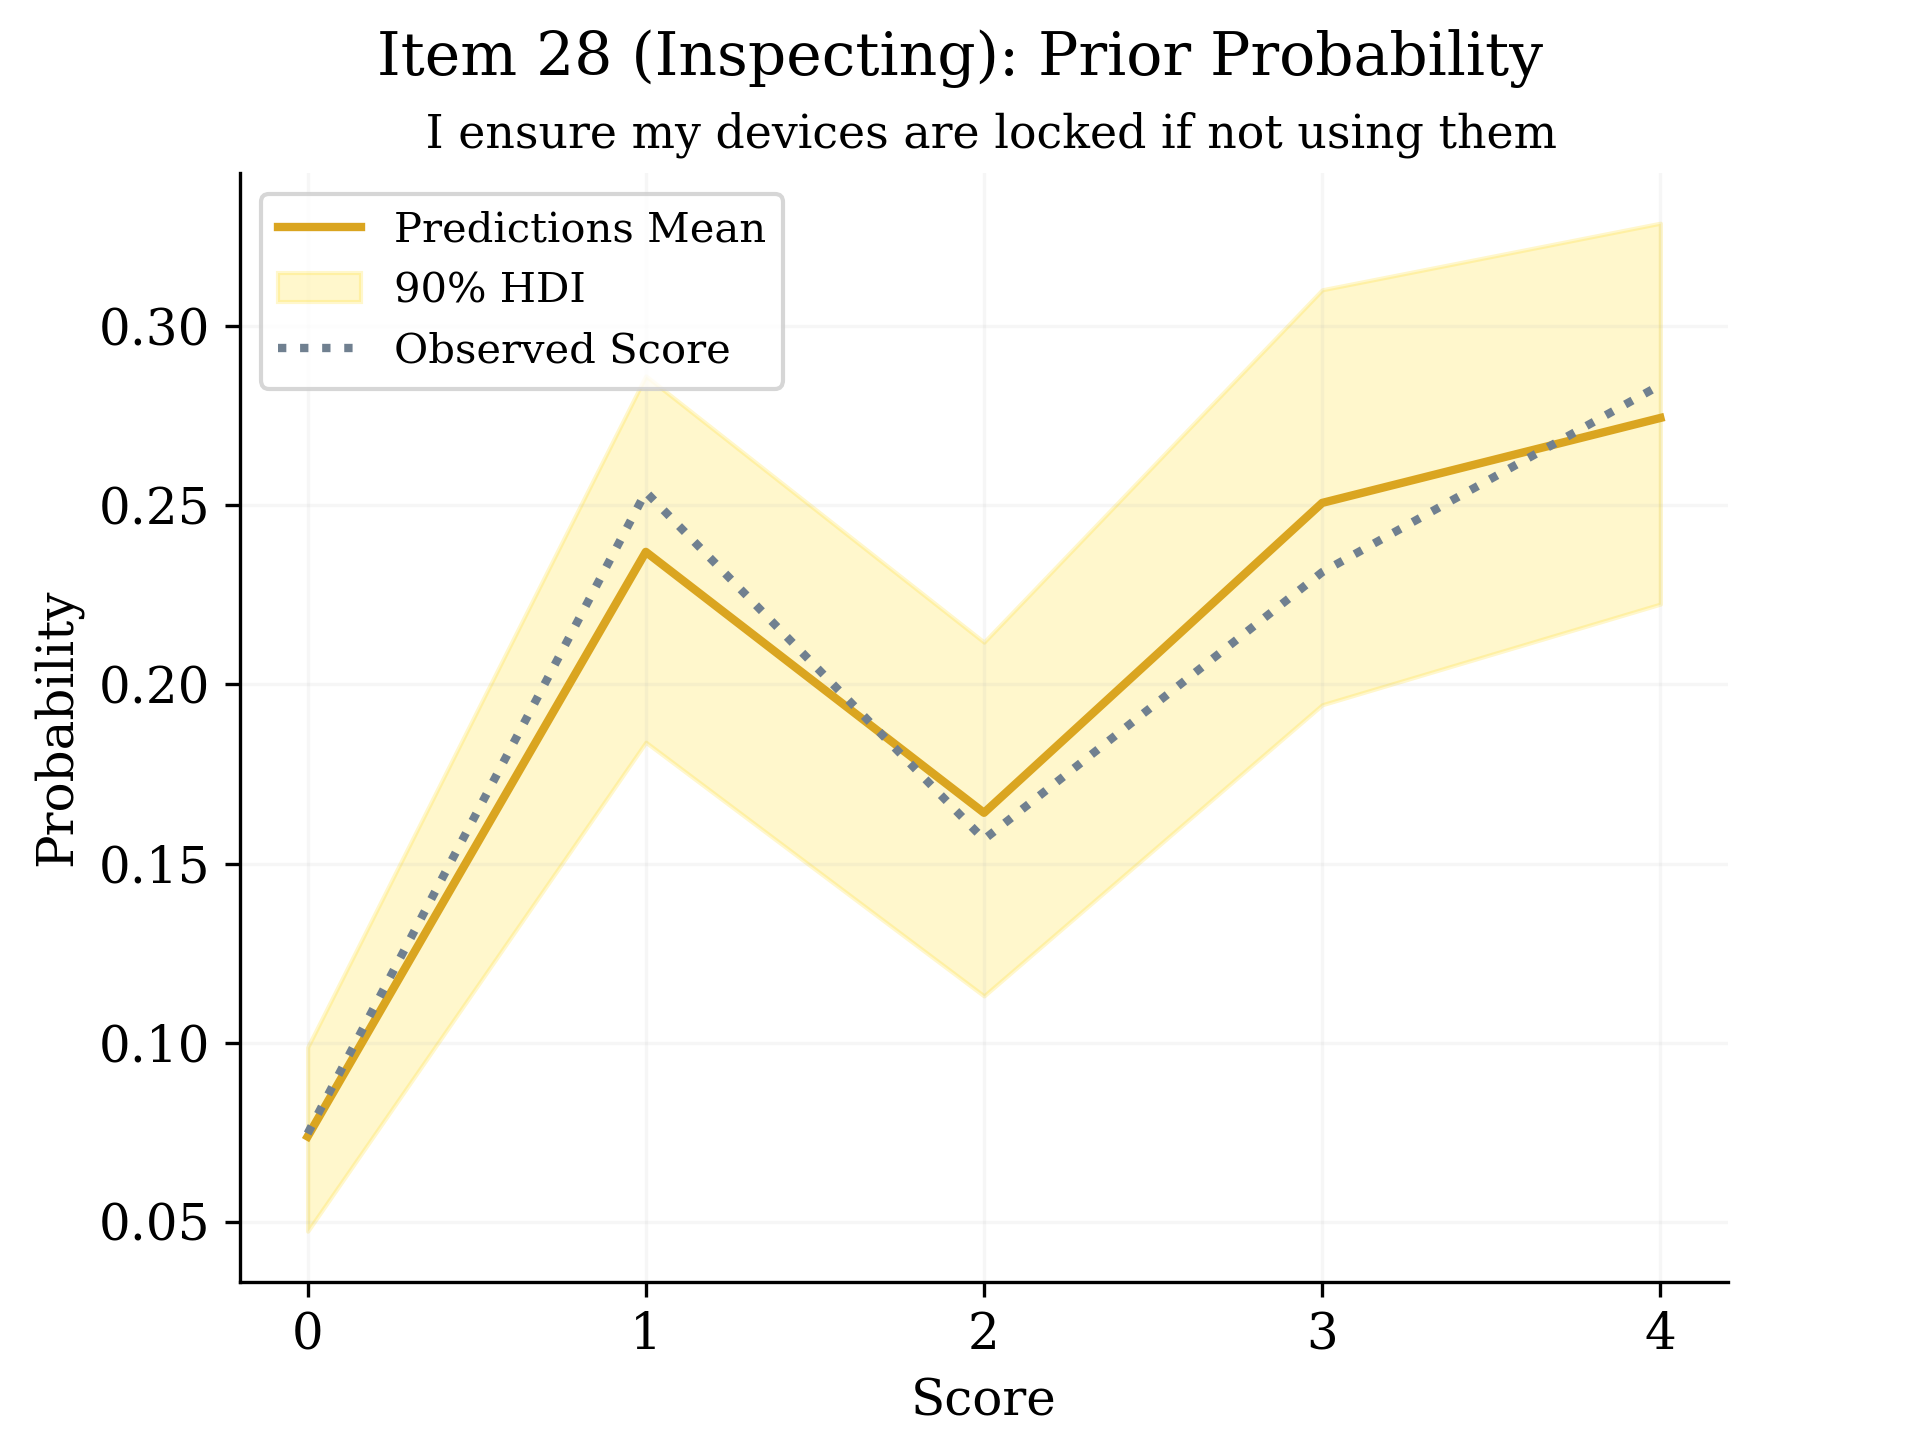 Item 28 (Inspecting): Prior Probability
I ensure my devices are locked if not using them
Predictions Mean
90% HDI
Observed Score
0.30
0.25
0.20
0.15
0.10
0.05
Probability
0 1 2 3 4
Score